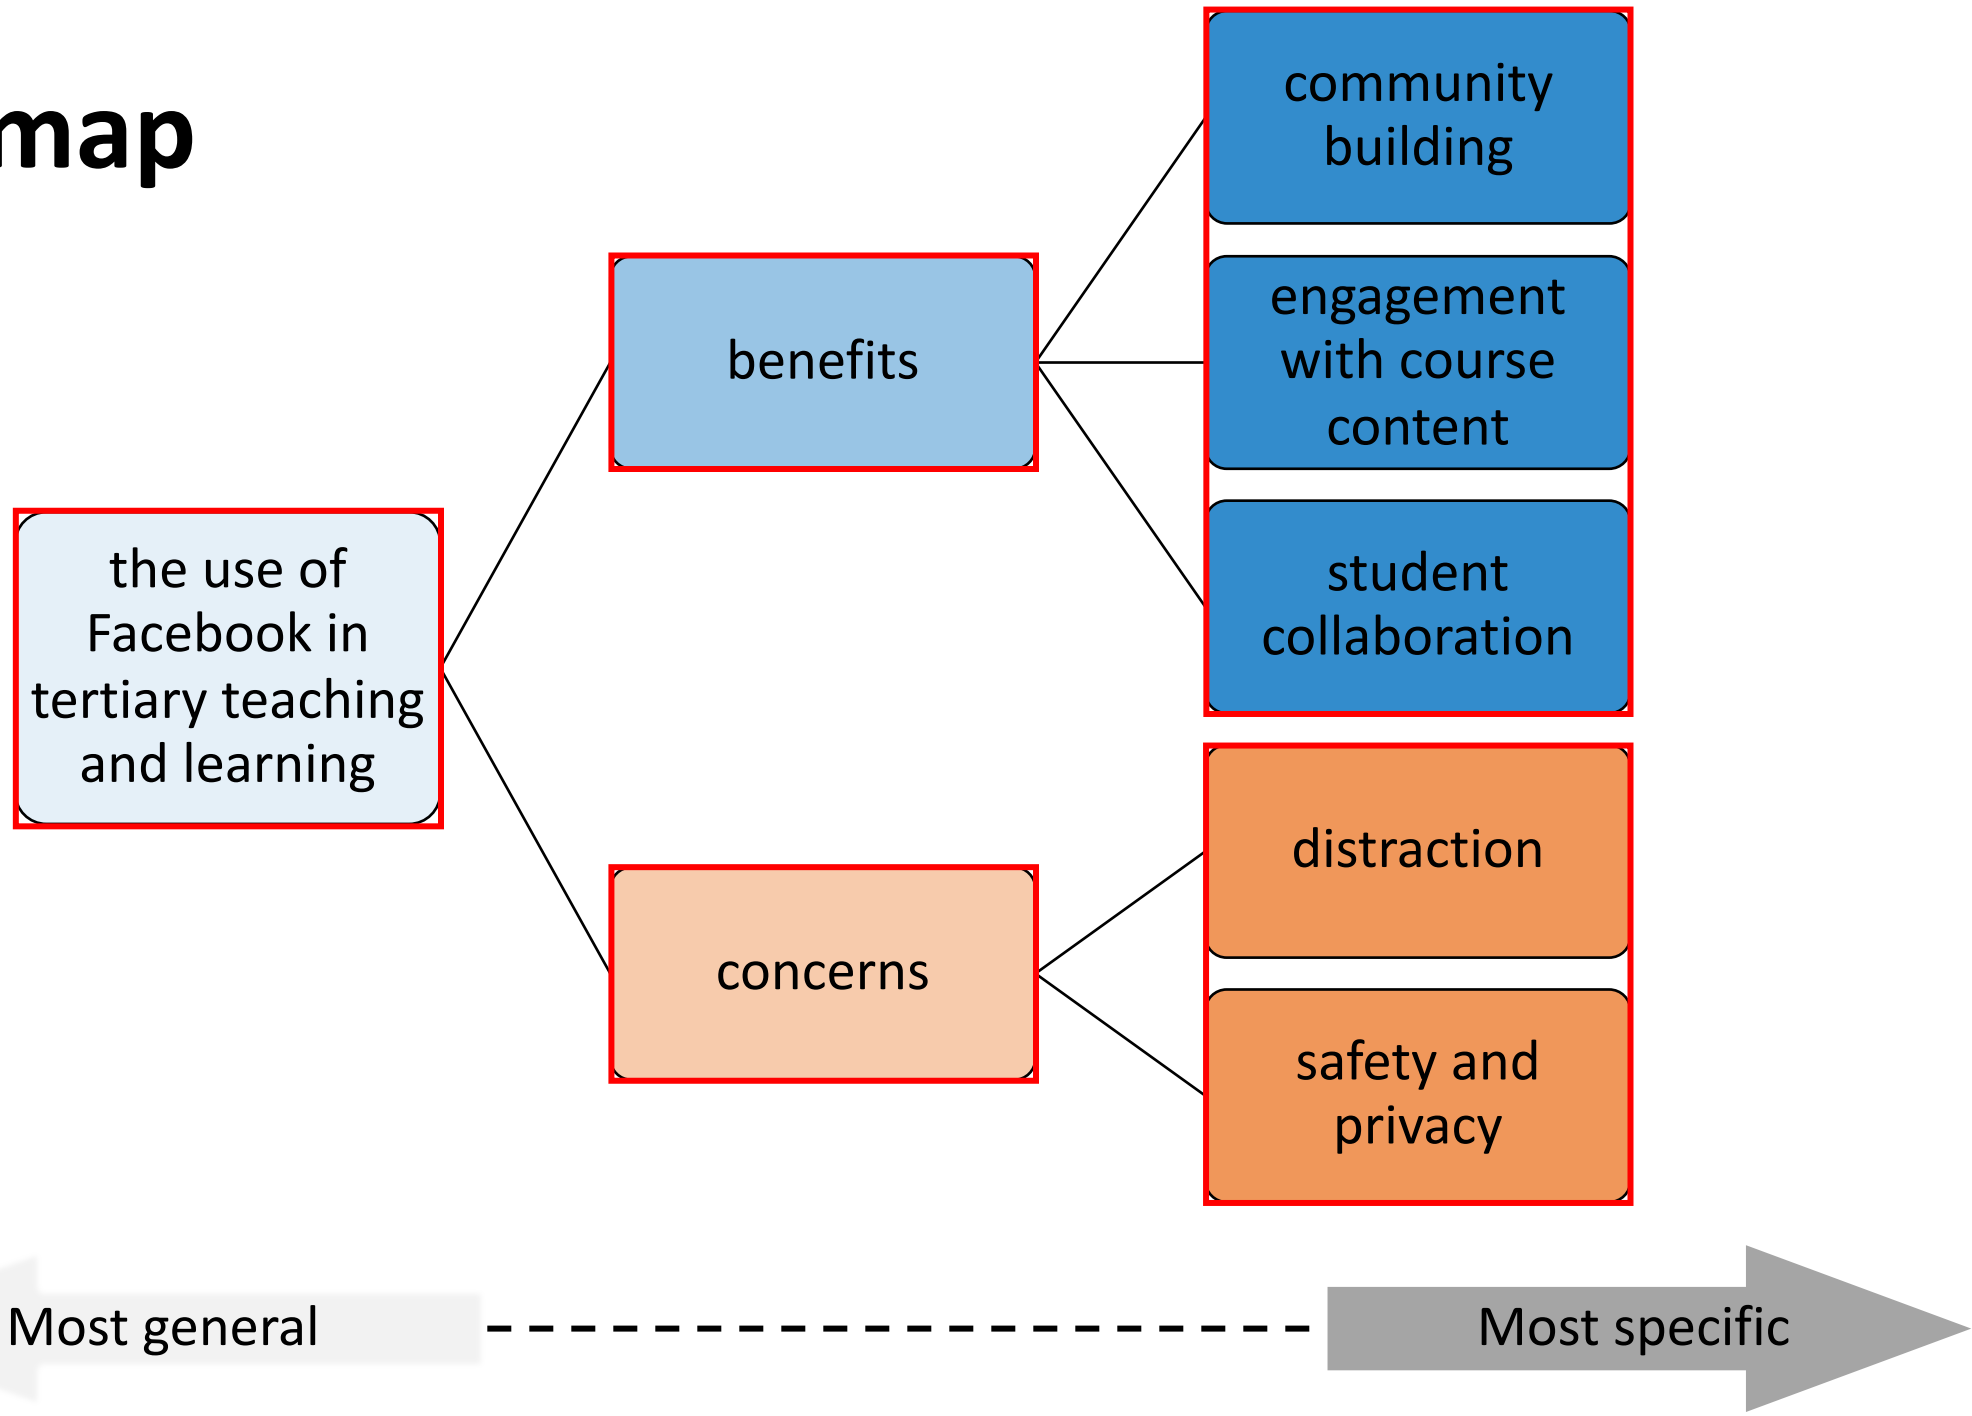 map
community
building
benefits
engagement
with course
content
the use of
Facebook in
tertiary teaching
and learning
student
collaboration
concerns
distraction
safety and
privacy
Most general
Most specific